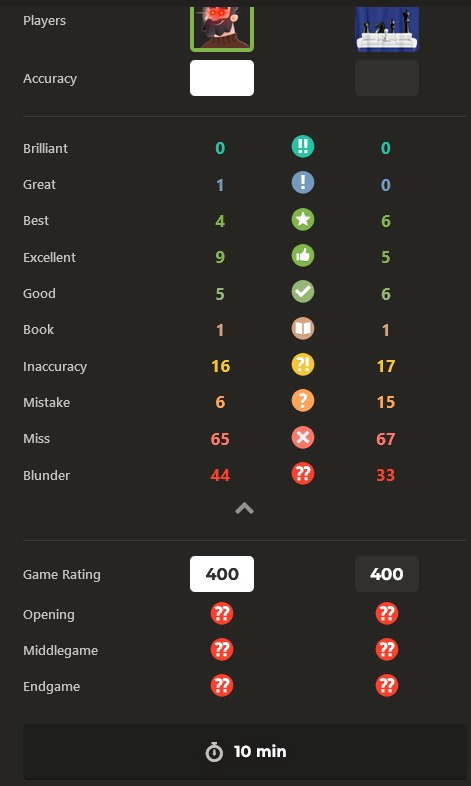 Players
Accuracy
Brilliant 0 !! 0
Great 1 ! 0
Best 4 6
Excellent 9 5
Good 5 6
Book 1 1
Inaccuracy 16 ?! 17
Mistake 6 ? 15
Miss 65 67
Blunder 44 ?? 33
Game Rating 400 400
Opening ?? ??
Middlegame ?? ??
Endgame ?? ??
10 min